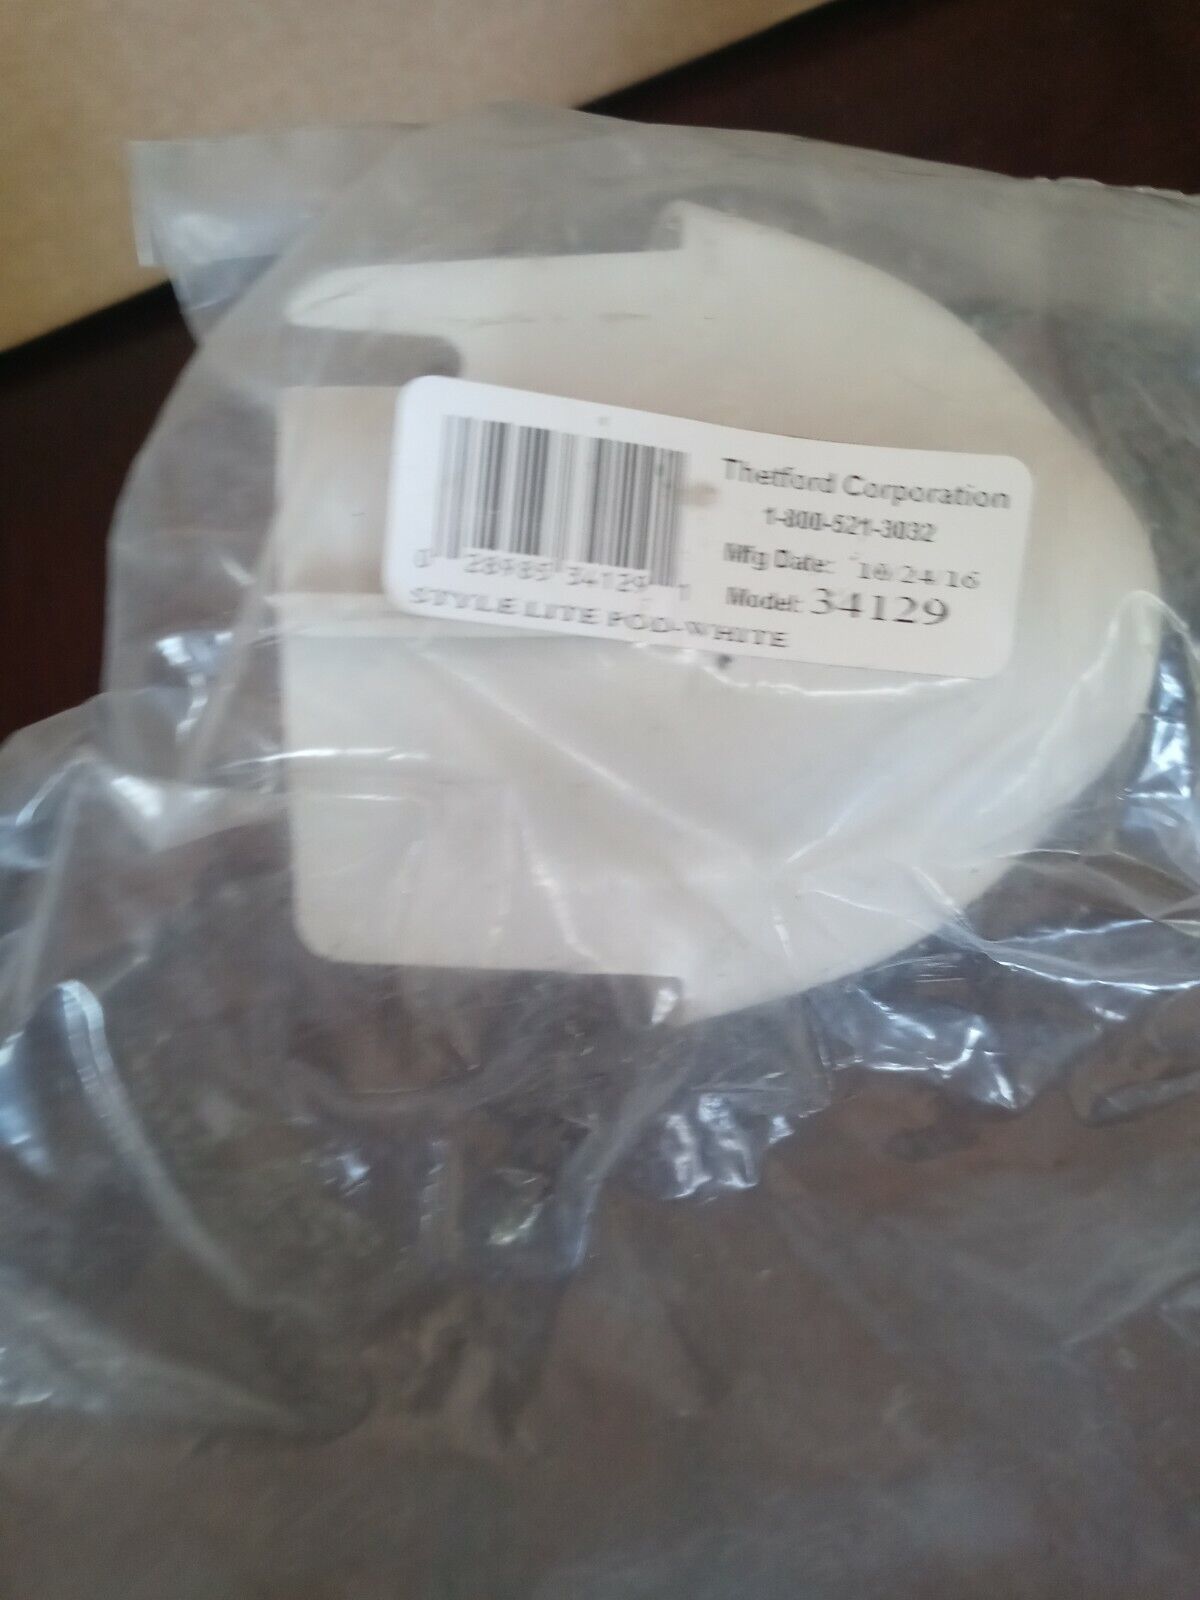 Thetford Corporation
1-800-521-3032
Mfg Date: 10/24/16
Model: 34129
0 28985 34129 1
STYLE LITE POD-WHITE